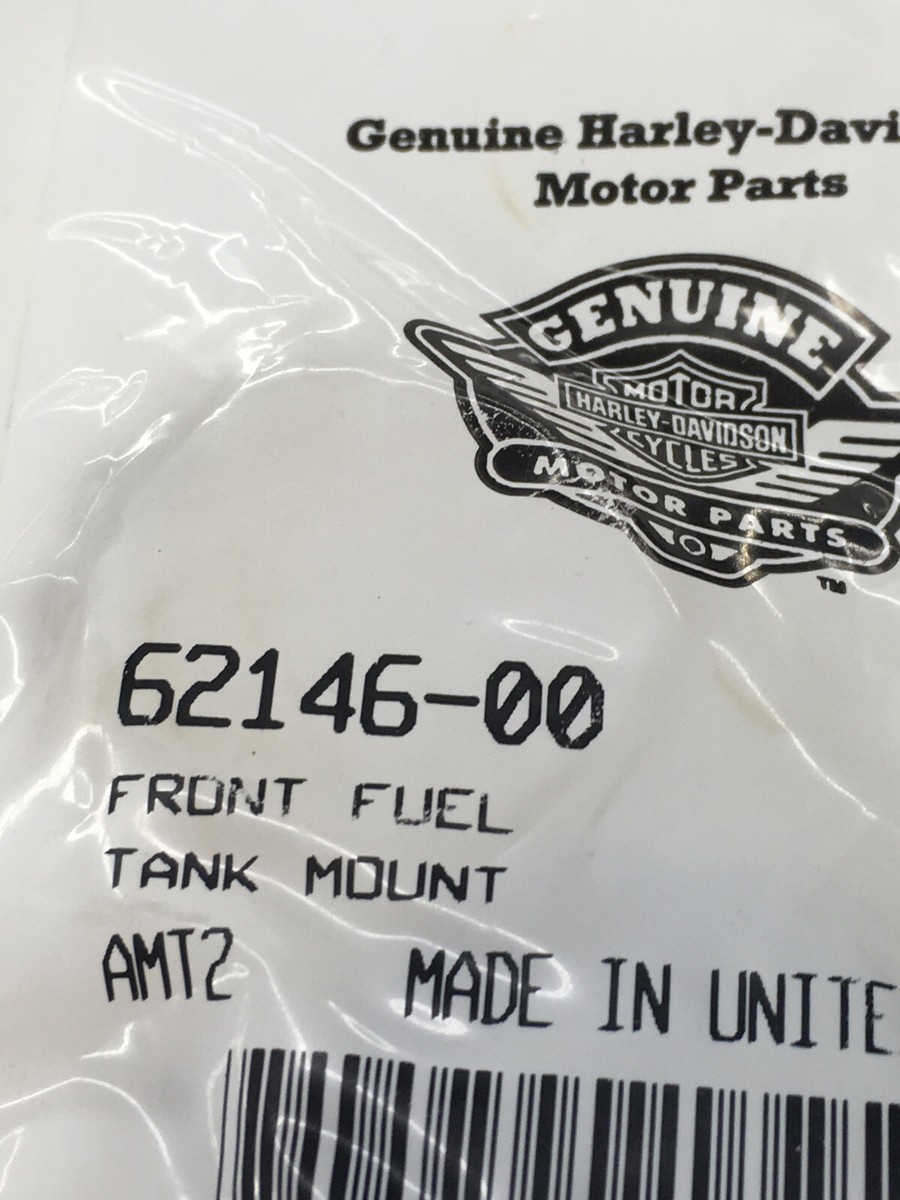 Genuine Harley-Davi
Motor Parts
GENUINE
MOTOR
HARLEY-DAVIDSON
CYCLES
MOTOR PARTS
TM
62146-00
FRONT FUEL
TANK MOUNT
AMT2 MADE IN UNITE